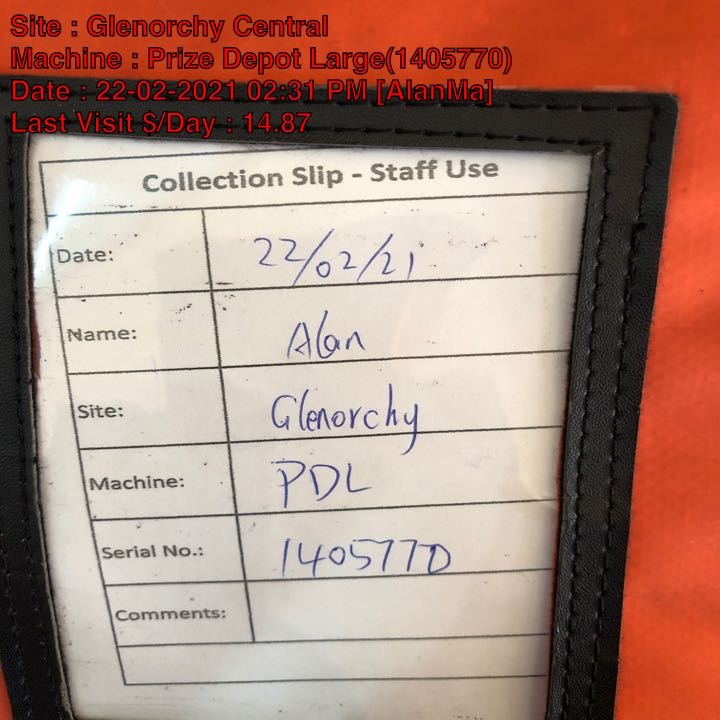 Site : Glenorchy Central
Machine : Prize Depot Large(1405770)
Date : 22-02-2021 02:31 PM [AlanMa]
Last Visit $/Day : 14.87
Collection Slip - Staff Use
Date: 22/02/21
Name: Alan
Site: Glenorchy
Machine: PDL
Serial No.: 1405770
Comments: